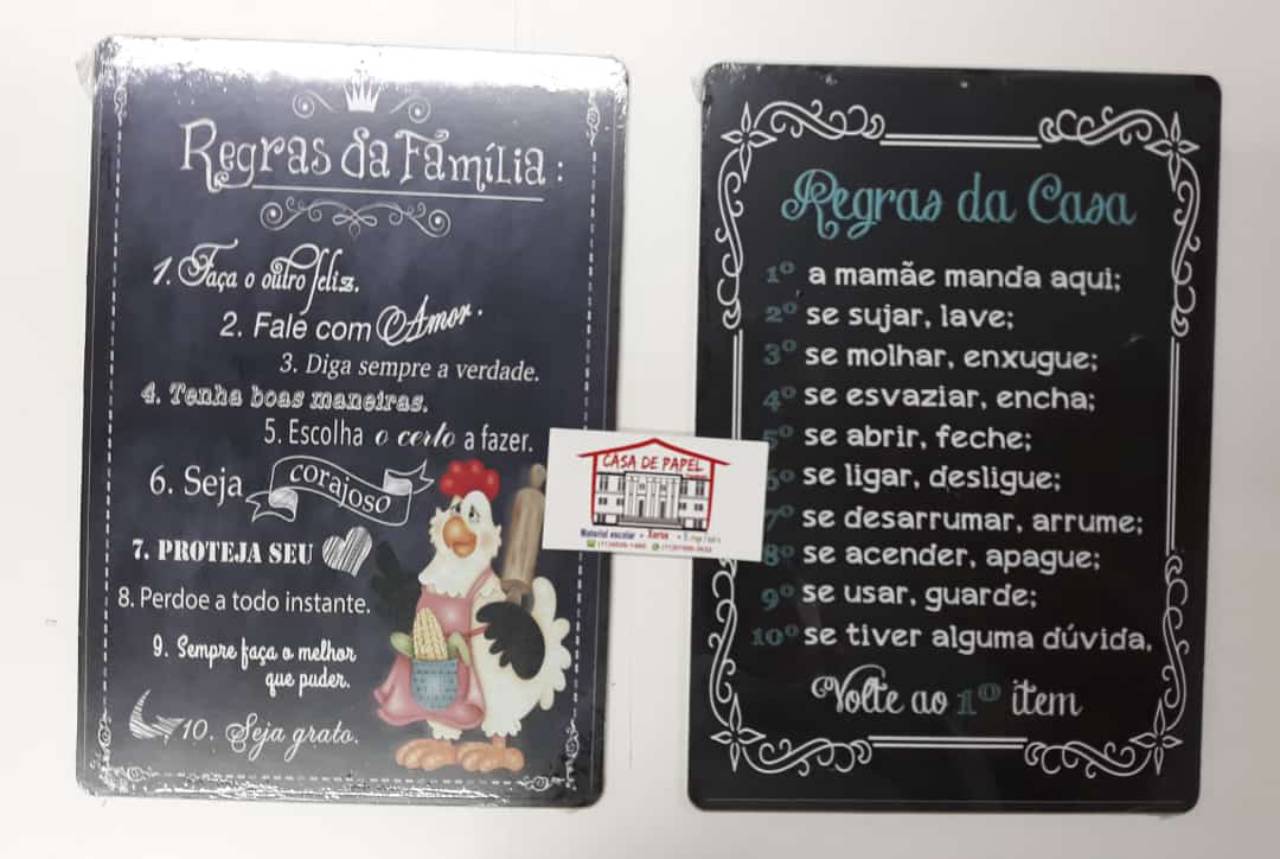 Regras da Família:
1. Faça o outro feliz.
2. Fale com Amor.
3. Diga sempre a verdade.
4. Tenha boas maneiras.
5. Escolha o certo a fazer.
6. Seja corajoso
7. PROTEJA SEU
8. Perdoe a todo instante.
9. Sempre faça o melhor
que puder.
10. Seja grato.
CASA DE PAPEL
Material escolar • Xerox •
Regras da Casa
1º a mamãe manda aqui;
2º se sujar, lave;
3º se molhar, enxugue;
4º se esvaziar, encha;
5º se abrir, feche;
6º se ligar, desligue;
7º se desarrumar, arrume;
8º se acender, apague;
9º se usar, guarde;
10º se tiver alguma dúvida,
Volte ao 1º item